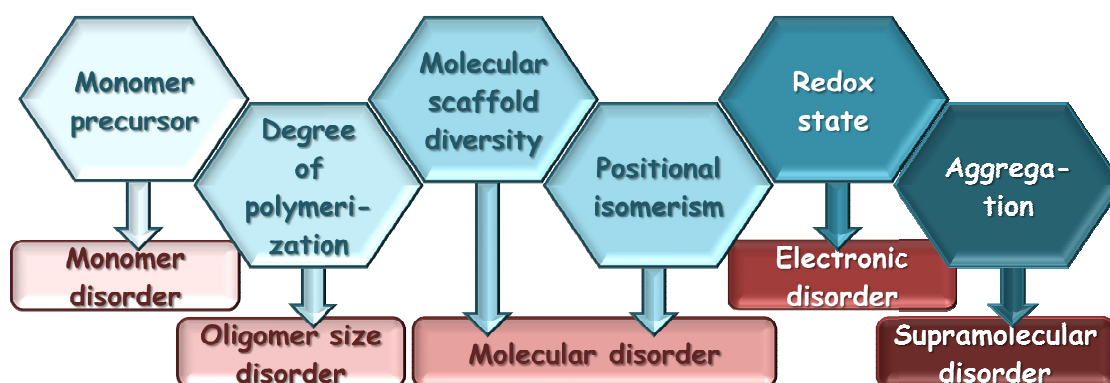 Monomer
precursor
Degree
of
polymeri-
zation
Molecular
scaffold
diversity
Positional
isomerism
Redox
state
Aggrega-
tion
Monomer
disorder
Oligomer size
disorder
Molecular disorder
Electronic
disorder
Supramolecular
disorder